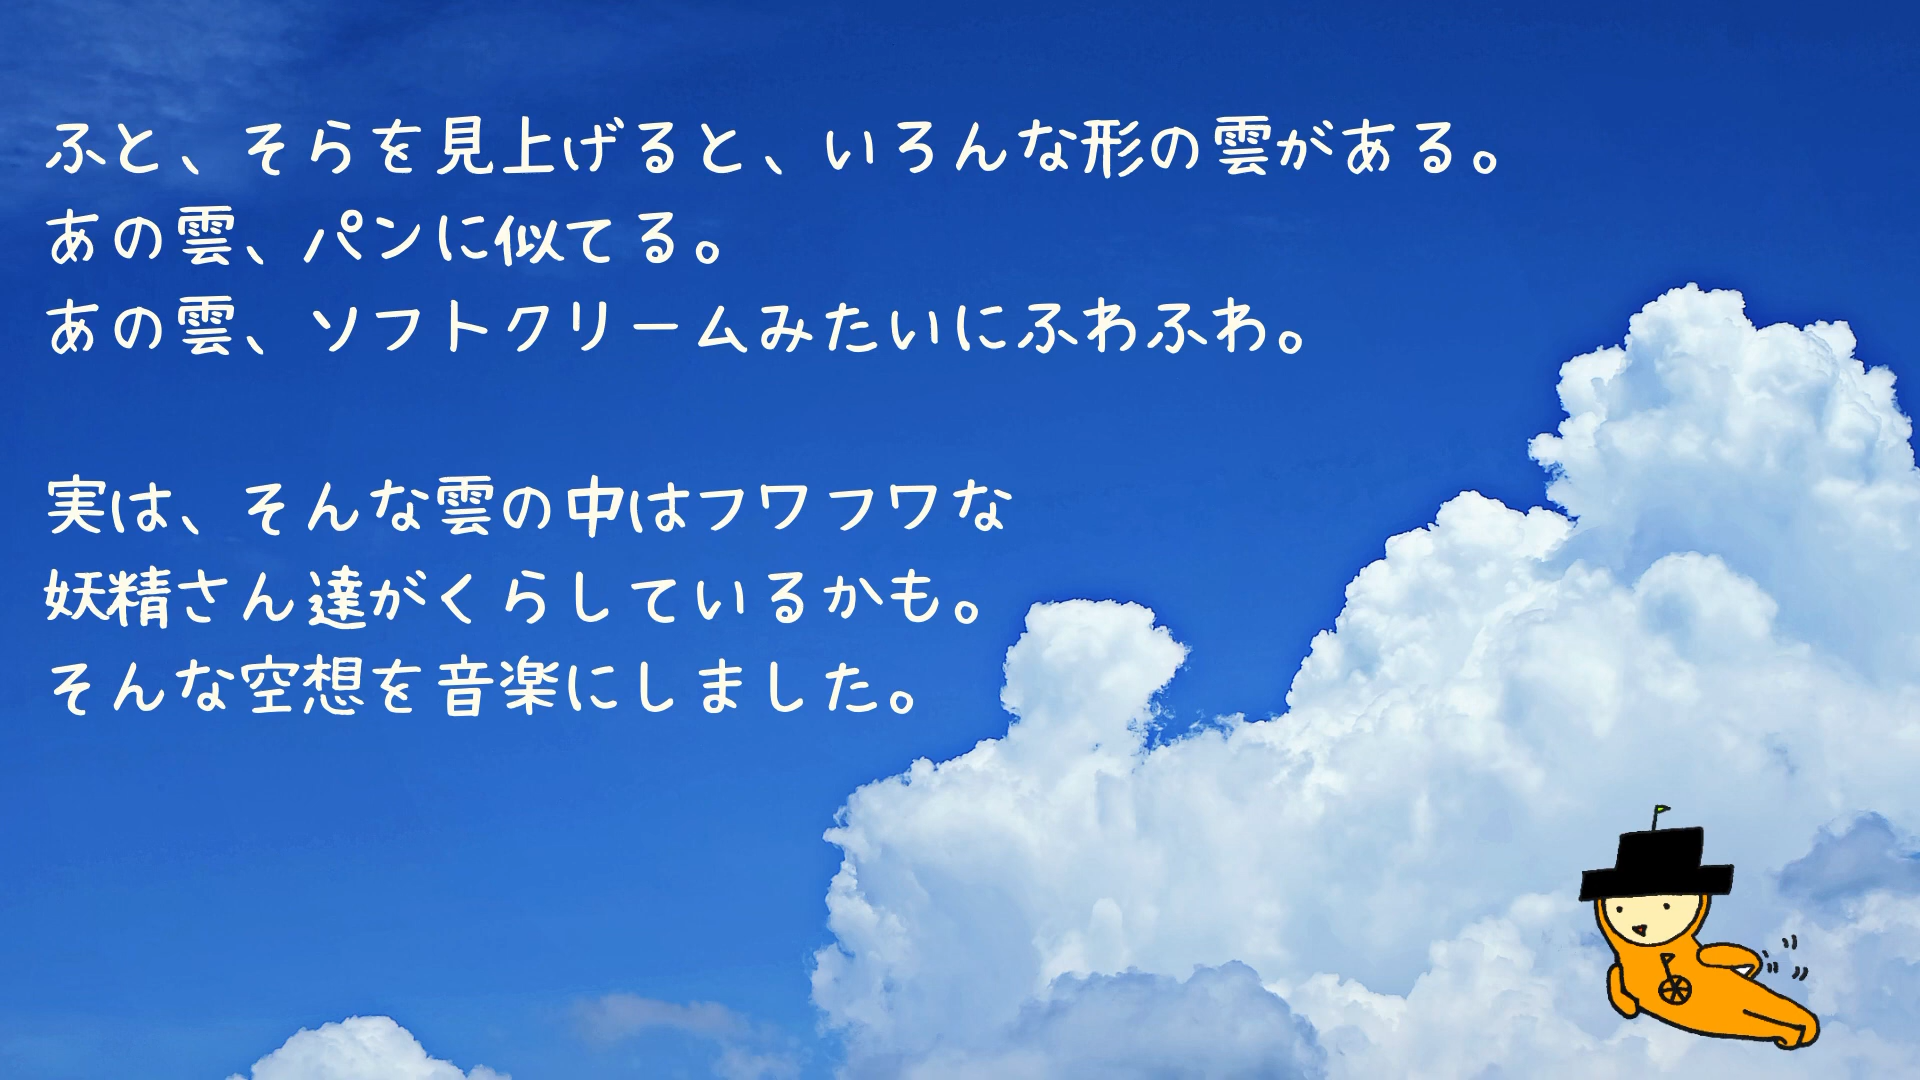 ふと、そらを見上げると、いろんな形の雲がある。
あの雲、パンに似てる。
あの雲、ソフトクリームみたいにふわふわ。
実は、そんな雲の中はフワフワな
妖精さん達がくらしているかも。
そんな空想を音楽にしました。